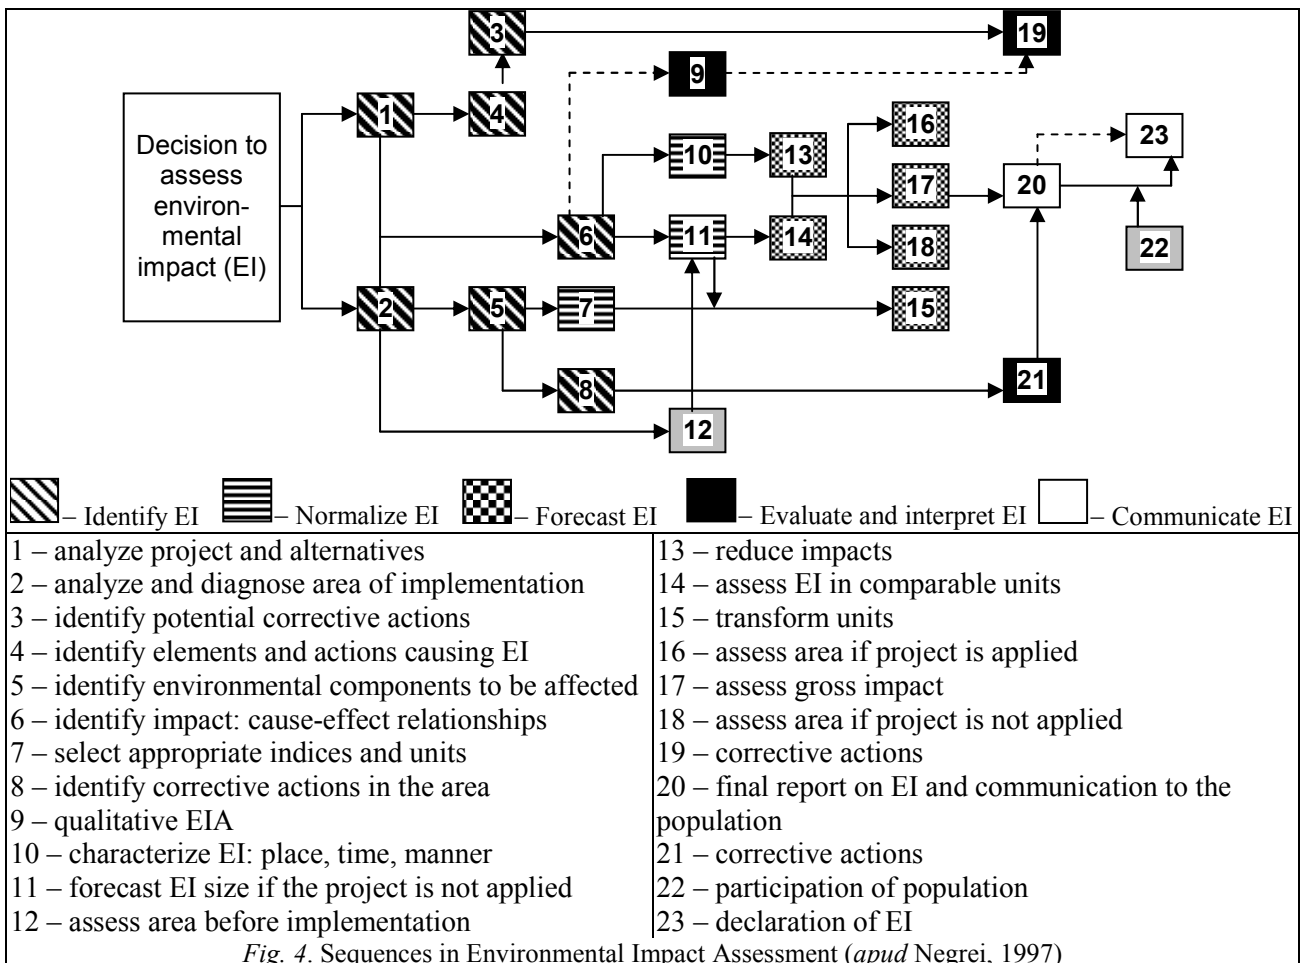 3
19
9
Decision to
assess
environ-
mental
impact (EI)
1
4
16
23
10
13
17
20
6
11
14
18
22
2
5
7
15
8
21
12
– Identify EI – Normalize EI – Forecast EI – Evaluate and interpret EI – Communicate EI
1 – analyze project and alternatives
2 – analyze and diagnose area of implementation
3 – identify potential corrective actions
4 – identify elements and actions causing EI
5 – identify environmental components to be affected
6 – identify impact: cause-effect relationships
7 – select appropriate indices and units
8 – identify corrective actions in the area
9 – qualitative EIA
10 – characterize EI: place, time, manner
11 – forecast EI size if the project is not applied
12 – assess area before implementation
13 – reduce impacts
14 – assess EI in comparable units
15 – transform units
16 – assess area if project is applied
17 – assess gross impact
18 – assess area if project is not applied
19 – corrective actions
20 – final report on EI and communication to the
population
21 – corrective actions
22 – participation of population
23 – declaration of EI
Fig. 4. Sequences in Environmental Impact Assessment (apud Negrei, 1997)